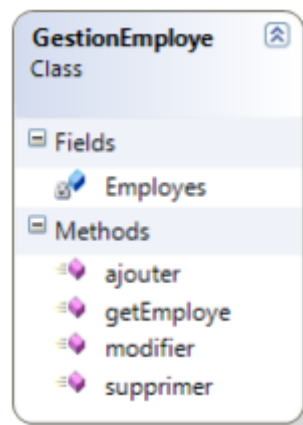 GestionEmploye
Class
Fields
Employes
Methods
ajouter
getEmploye
modifier
supprimer